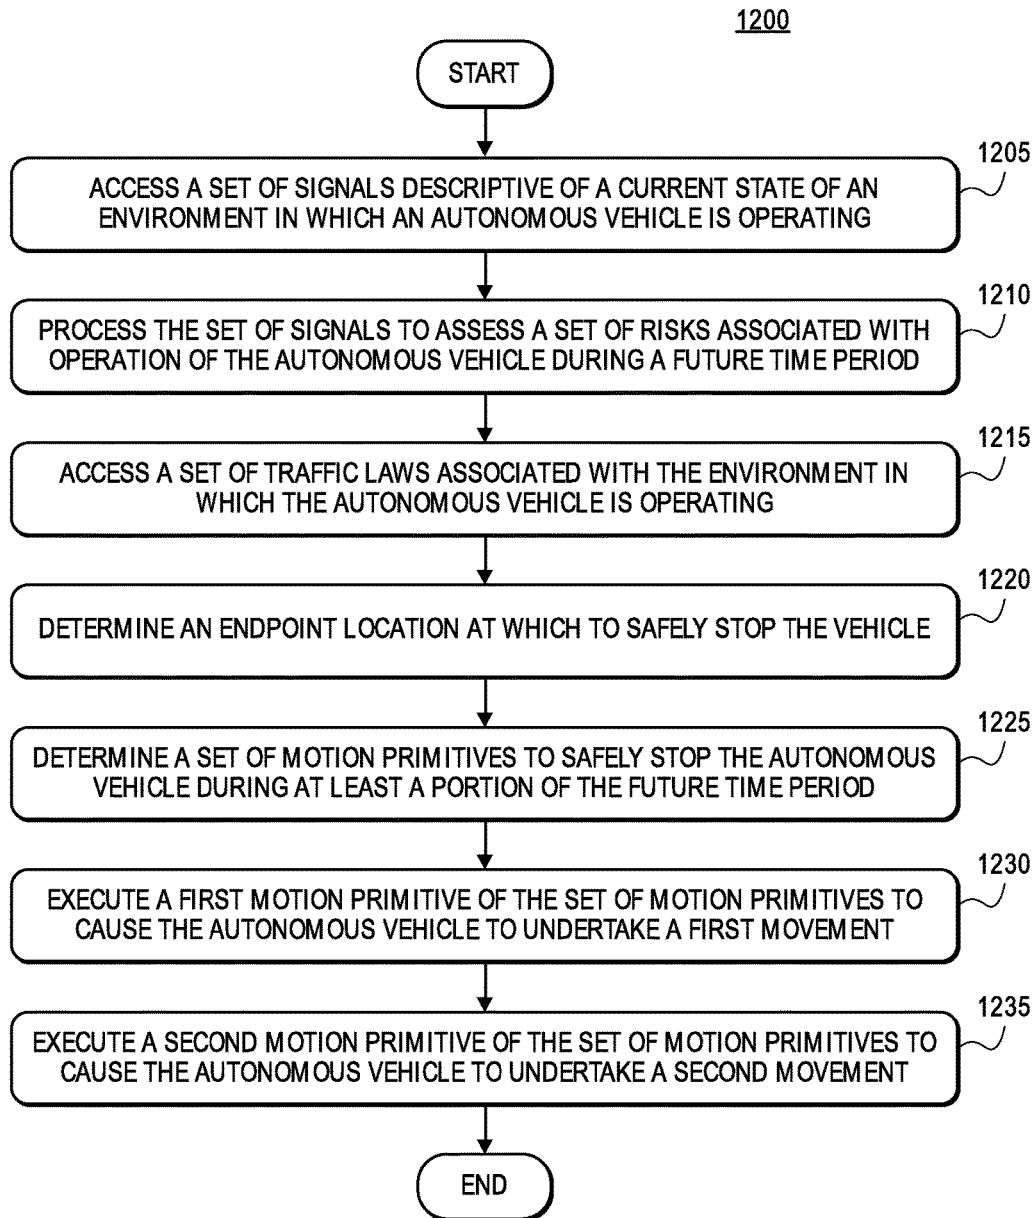 1200
START
1205
ACCESS A SET OF SIGNALS DESCRIPTIVE OF A CURRENT STATE OF AN
ENVIRONMENT IN WHICH AN AUTONOMOUS VEHICLE IS OPERATING
1210
PROCESS THE SET OF SIGNALS TO ASSESS A SET OF RISKS ASSOCIATED WITH
OPERATION OF THE AUTONOMOUS VEHICLE DURING A FUTURE TIME PERIOD
1215
ACCESS A SET OF TRAFFIC LAWS ASSOCIATED WITH THE ENVIRONMENT IN
WHICH THE AUTONOMOUS VEHICLE IS OPERATING
1220
DETERMINE AN ENDPOINT LOCATION AT WHICH TO SAFELY STOP THE VEHICLE
1225
DETERMINE A SET OF MOTION PRIMITIVES TO SAFELY STOP THE AUTONOMOUS
VEHICLE DURING AT LEAST A PORTION OF THE FUTURE TIME PERIOD
1230
EXECUTE A FIRST MOTION PRIMITIVE OF THE SET OF MOTION PRIMITIVES TO
CAUSE THE AUTONOMOUS VEHICLE TO UNDERTAKE A FIRST MOVEMENT
1235
EXECUTE A SECOND MOTION PRIMITIVE OF THE SET OF MOTION PRIMITIVES TO
CAUSE THE AUTONOMOUS VEHICLE TO UNDERTAKE A SECOND MOVEMENT
END